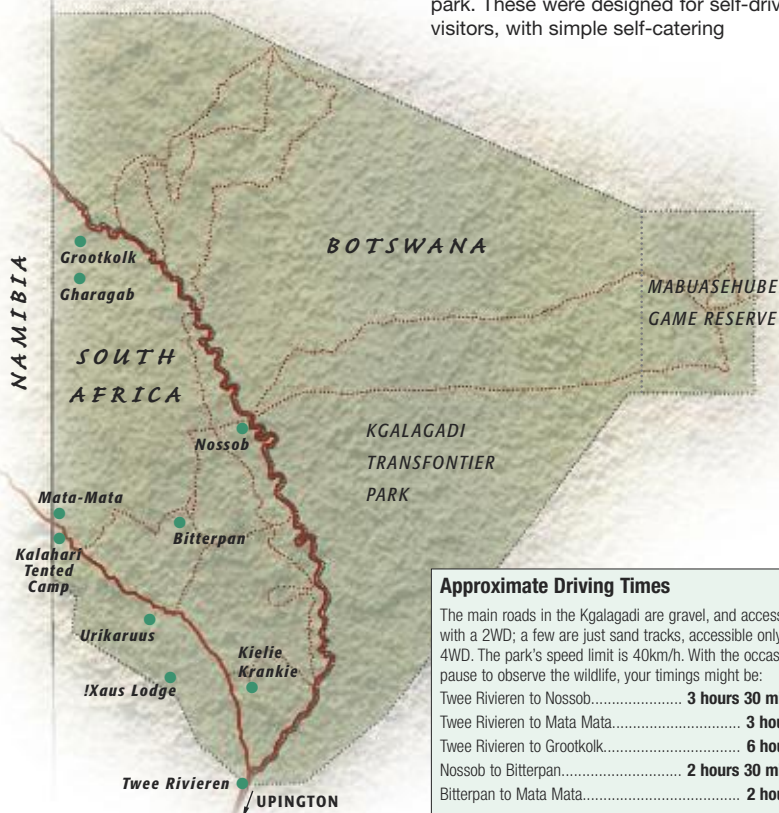 park. These were designed for self-driv
visitors, with simple self-catering
NAMIBIA
BOTSWANA
Grootkolk
Gharagab
MABUASEHUBE
GAME RESERVE
SOUTH
AFRICA
Nossob
KGALAGADI
TRANSFONTIER
PARK
Mata-Mata
Bitterpan
Kalahari
Tented
Camp
Urikaruus
Kielie
Krankie
!Xaus Lodge
Twee Rivieren
UPINGTON
Approximate Driving Times
The main roads in the Kgalagadi are gravel, and access
with a 2WD; a few are just sand tracks, accessible only
4WD. The park's speed limit is 40km/h. With the occas
pause to observe the wildlife, your timings might be:
Twee Rivieren to Nossob..................... 3 hours 30 m
Twee Rivieren to Mata Mata.............................. 3 hou
Twee Rivieren to Grootkolk................................ 6 hou
Nossob to Bitterpan............................ 2 hours 30 m
Bitterpan to Mata Mata..................................... 2 hou